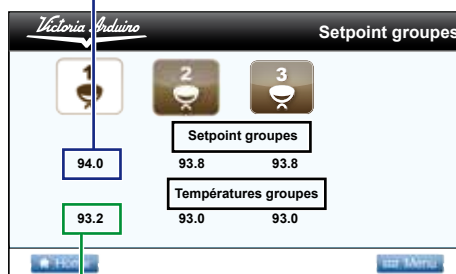 Victoria Arduino
Setpoint groupes
1 2 3
Setpoint groupes
94.0 93.8 93.8
Températures groupes
93.2 93.0 93.0
Home Menu